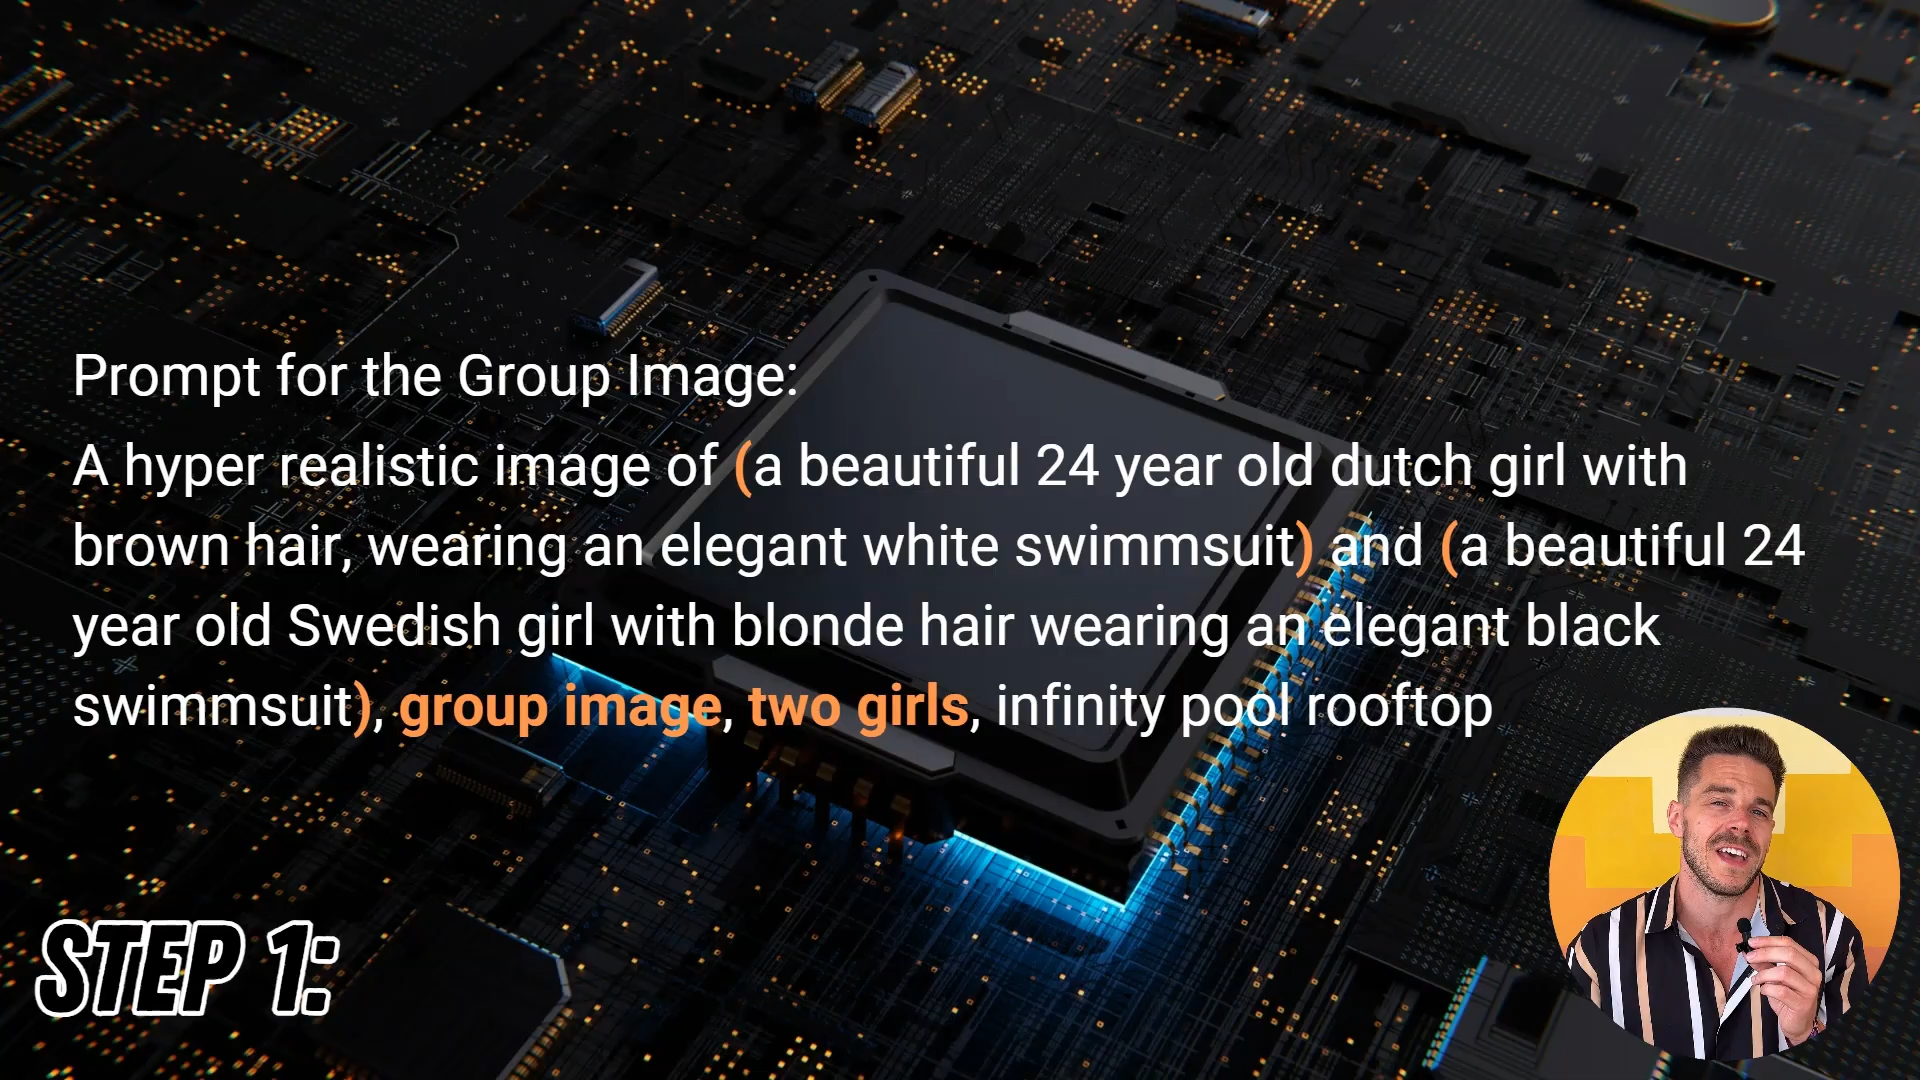 Prompt for the Group Image:
A hyper realistic image of (a beautiful 24 year old dutch girl with
brown hair, wearing an elegant white swimmsuit) and (a beautiful 24
year old Swedish girl with blonde hair wearing an elegant black
swimmsuit), group image, two girls, infinity pool rooftop
STEP 1: